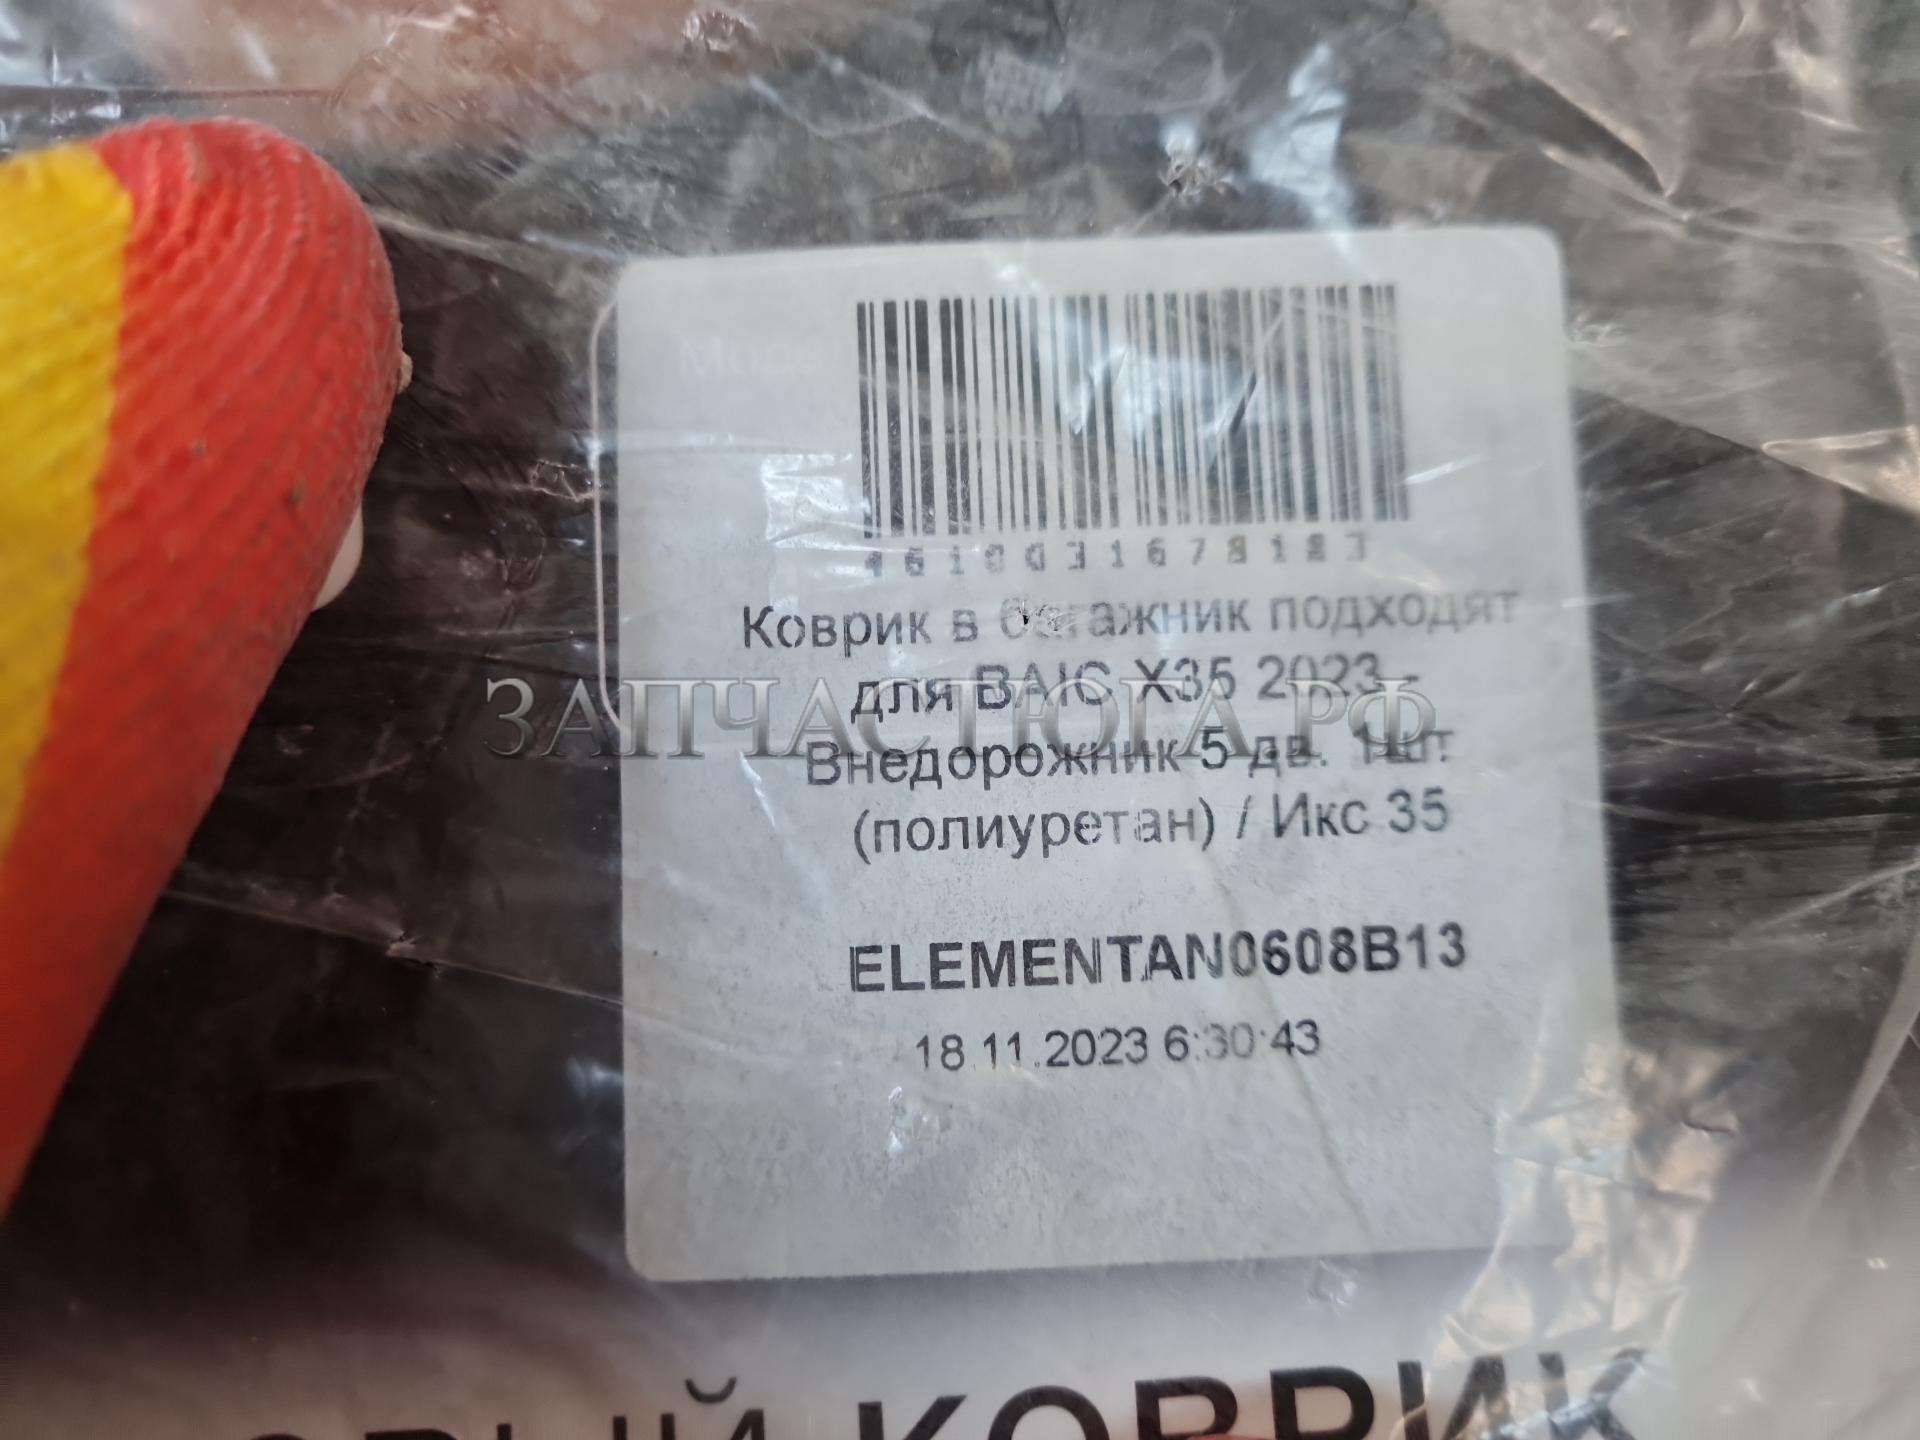 4610031678183
Коврик в багажник подходят
для BAIC X35 2023 -
ЗАПЧАСТЮГА.РФ
Внедорожник 5 дв. 1шт
(полиуретан) / Икс 35
ELEMENTAN0608B13
18.11.2023 6:30:43
КОВРИК